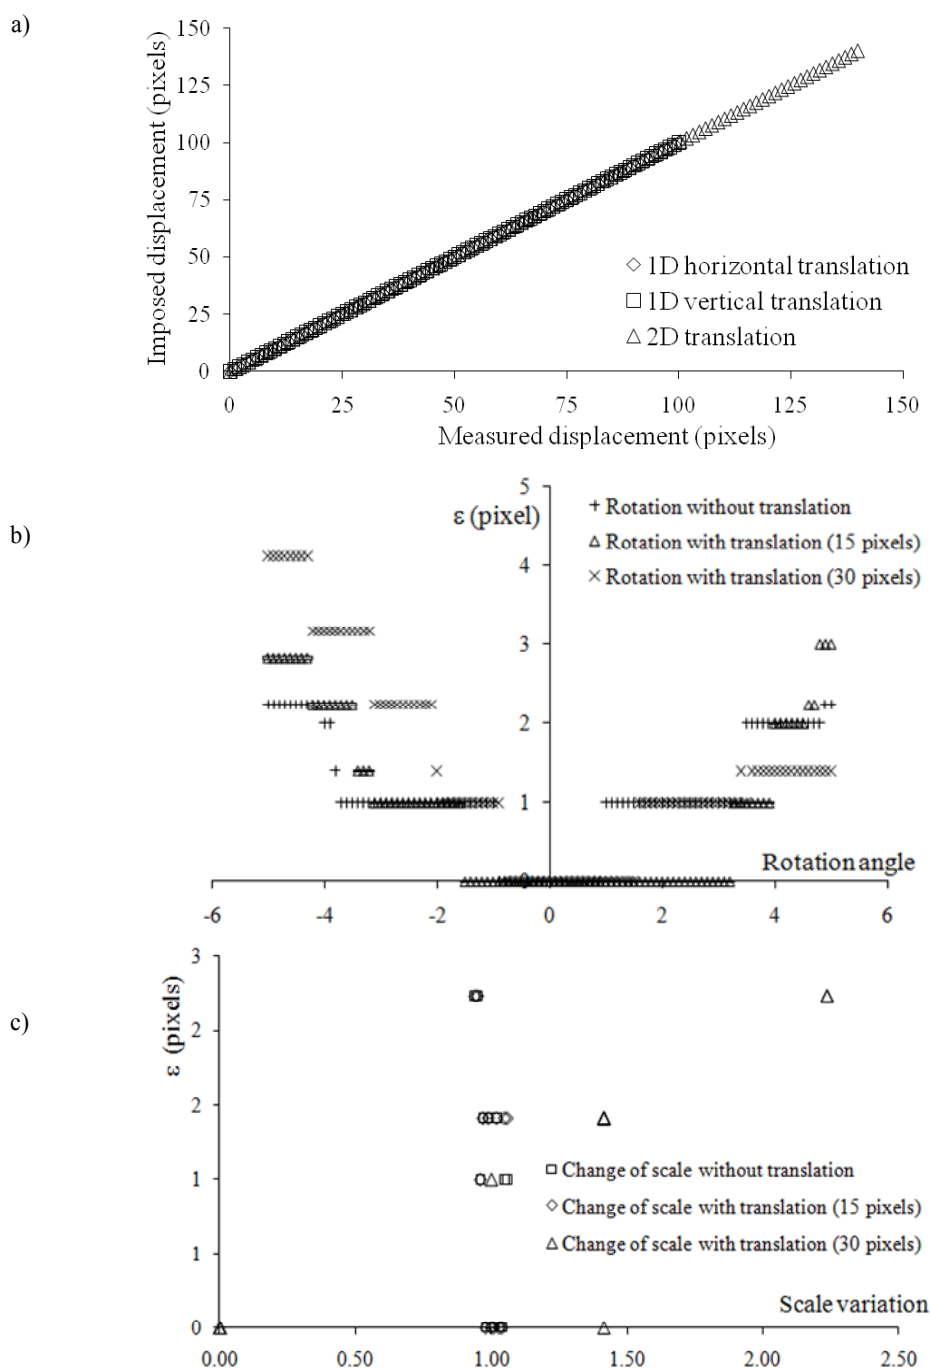 a)
Imposed displacement (pixels)
150
125
100
75
50
25
0
0 25 50 75 100 125 150
Measured displacement (pixels)
1D horizontal translation
1D vertical translation
2D translation
b)
ε (pixel)
5
4
3
2
1
0
-6 -4 -2 0 2 4 6
Rotation angle
Rotation without translation
Rotation with translation (15 pixels)
Rotation with translation (30 pixels)
c)
ε (pixels)
3
2
2
1
1
0
0.00 0.50 1.00 1.50 2.00 2.50
Scale variation
Change of scale without translation
Change of scale with translation (15 pixels)
Change of scale with translation (30 pixels)